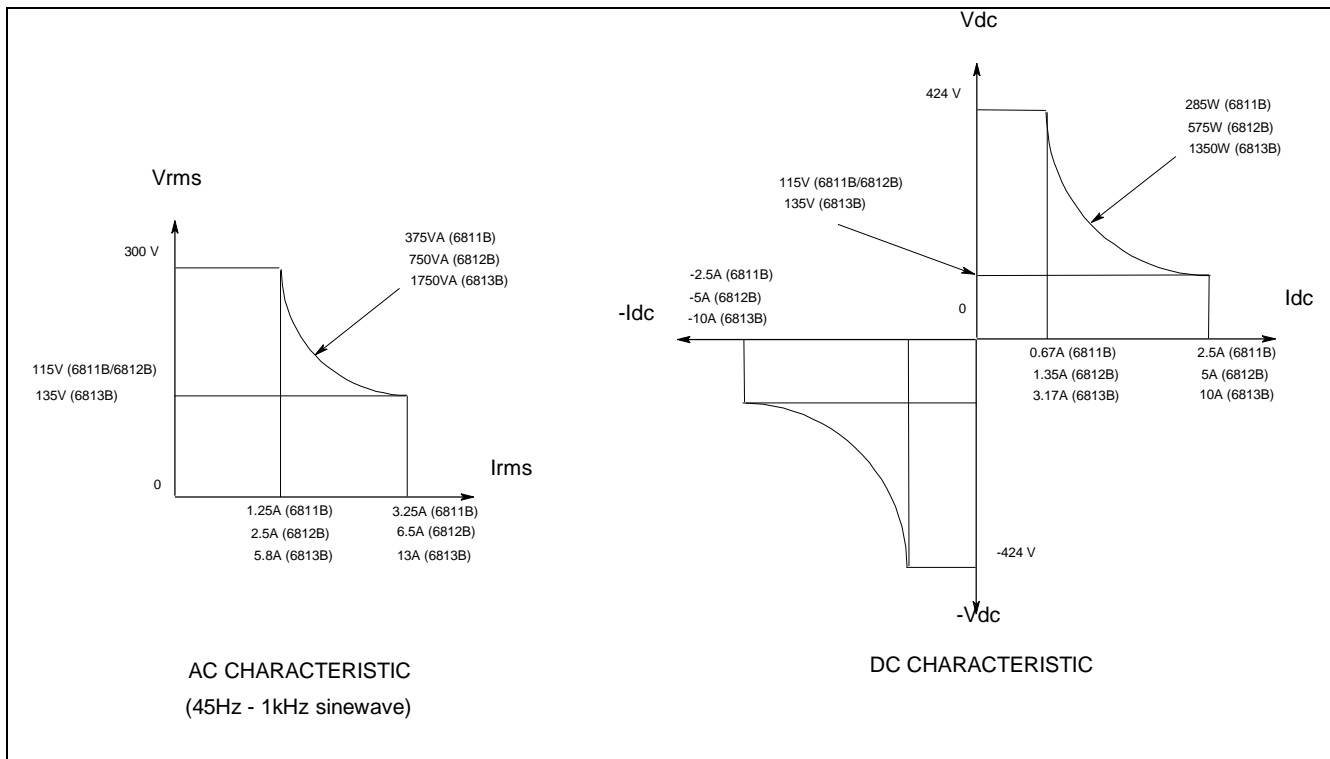 Vrms
300 V
375VA (6811B)
750VA (6812B)
1750VA (6813B)
115V (6811B/6812B)
135V (6813B)
0
Irms
1.25A (6811B)
2.5A (6812B)
5.8A (6813B)
3.25A (6811B)
6.5A (6812B)
13A (6813B)
AC CHARACTERISTIC
(45Hz - 1kHz sinewave)
Vdc
424 V
285W (6811B)
575W (6812B)
1350W (6813B)
115V (6811B/6812B)
135V (6813B)
-2.5A (6811B)
-5A (6812B)
-10A (6813B)
-Idc
0
Idc
0.67A (6811B)
1.35A (6812B)
3.17A (6813B)
2.5A (6811B)
5A (6812B)
10A (6813B)
-424 V
-Vdc
DC CHARACTERISTIC